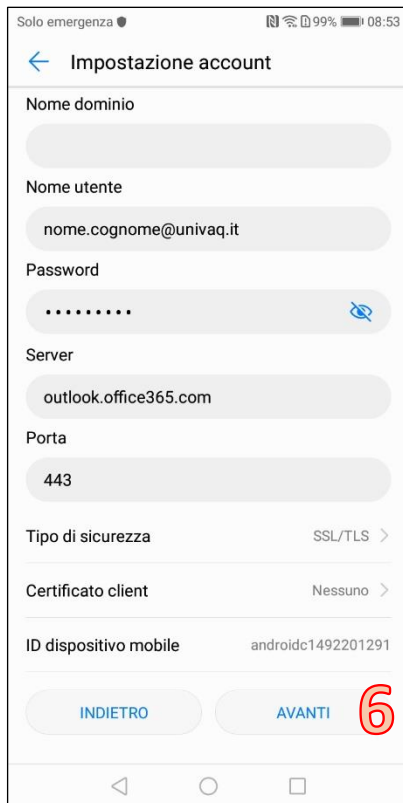 Solo emergenza 99% 08:53
Impostazione account
Nome dominio
Nome utente
nome.cognome@univaq.it
Password
•••••••••
Server
outlook.office365.com
Porta
443
Tipo di sicurezza SSL/TLS
Certificato client Nessuno
ID dispositivo mobile androidc1492201291
INDIETRO AVANTI 6